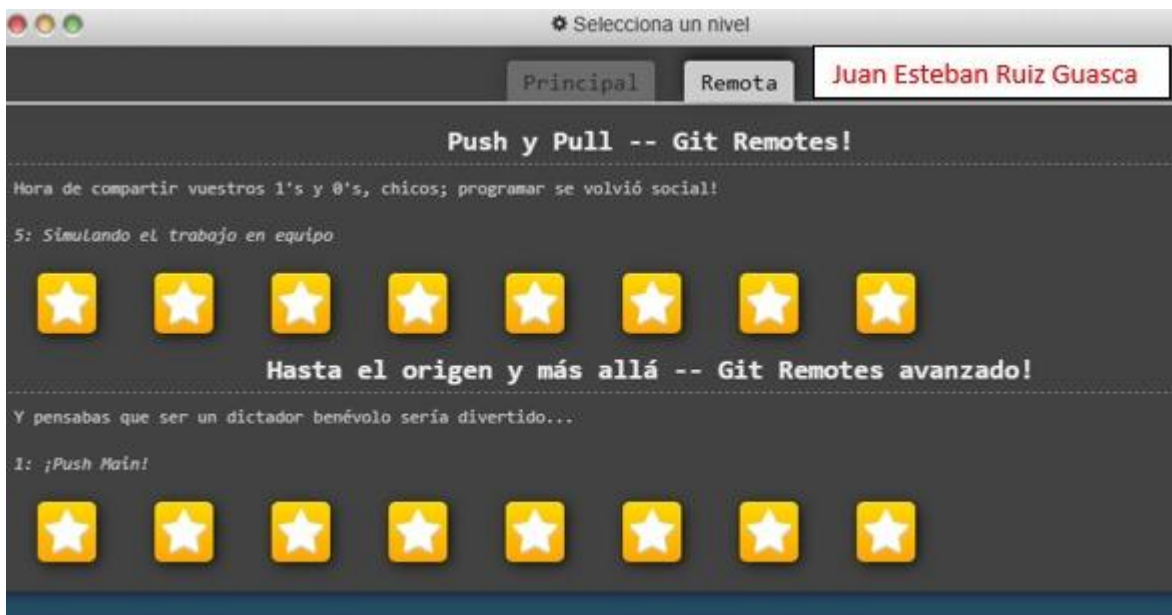 Selecciona un nivel
Principal
Remota
Juan Esteban Ruiz Guasca
Push y Pull -- Git Remotes!
Hora de compartir vuestros 1's y 0's, chicos; programar se volvió social!
5: Simulando el trabajo en equipo
Hasta el origen y más allá -- Git Remotes avanzado!
Y pensabas que ser un dictador benévolo sería divertido...
1: ¡Push Main!